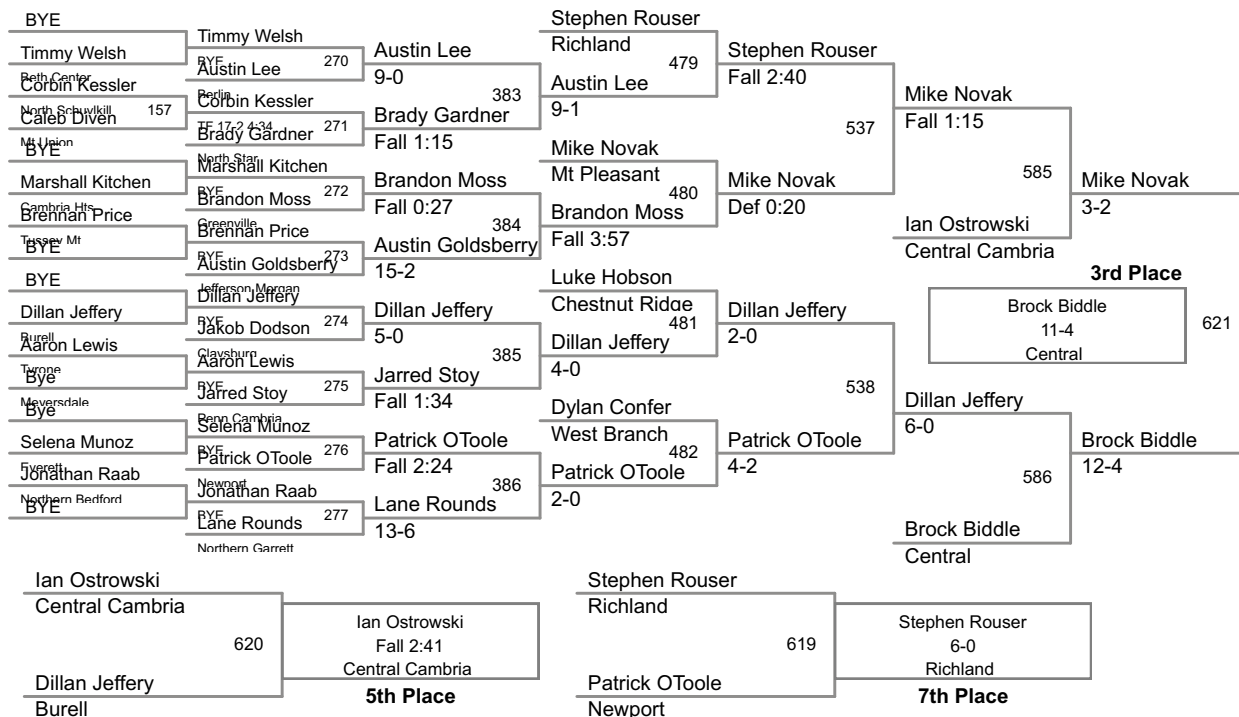 BYE
Timmy Welsh
Beth Center
Corbin Kessler
North Schuylkill
157
Caleb Diven
Mt Union
BYE
Marshall Kitchen
Cambria Hts
Brennan Price
Tussey Mt
BYE
BYE
Dillan Jeffery
Burell
Aaron Lewis
Tyrone
Bye
Meyersdale
Bye
Selena Munoz
Everett
Jonathan Raab
Northern Bedford
BYE
Timmy Welsh
BYE
270
Austin Lee
Berlin
Corbin Kessler
TF 17-2 4:34
271
Brady Gardner
North Star
Marshall Kitchen
BYE
272
Brandon Moss
Greenville
Brennan Price
BYE
273
Austin Goldsberry
Jefferson Morgan
Dillan Jeffery
BYE
274
Jakob Dodson
Claysburg
Aaron Lewis
BYE
275
Jarred Stoy
Penn Cambria
Selena Munoz
BYE
276
Patrick OToole
Newport
Jonathan Raab
BYE
277
Lane Rounds
Northern Garrett
Austin Lee
9-0
383
Brady Gardner
Fall 1:15
Brandon Moss
Fall 0:27
384
Austin Goldsberry
15-2
Dillan Jeffery
5-0
385
Jarred Stoy
Fall 1:34
Patrick OToole
Fall 2:24
386
Lane Rounds
13-6
Stephen Rouser
Richland
479
Austin Lee
9-1
Mike Novak
Mt Pleasant
480
Brandon Moss
Fall 3:57
Luke Hobson
Chestnut Ridge
481
Dillan Jeffery
4-0
Dylan Confer
West Branch
482
Patrick OToole
2-0
Stephen Rouser
Fall 2:40
537
Mike Novak
Def 0:20
Dillan Jeffery
2-0
538
Patrick OToole
4-2
Mike Novak
Fall 1:15
585
Ian Ostrowski
Central Cambria
Dillan Jeffery
6-0
586
Brock Biddle
Central
Mike Novak
3-2
3rd Place
Brock Biddle
11-4
Central
621
Brock Biddle
12-4
Ian Ostrowski
Central Cambria
620
Dillan Jeffery
Burell
Ian Ostrowski
Fall 2:41
Central Cambria
5th Place
Stephen Rouser
Richland
619
Patrick OToole
Newport
Stephen Rouser
6-0
Richland
7th Place